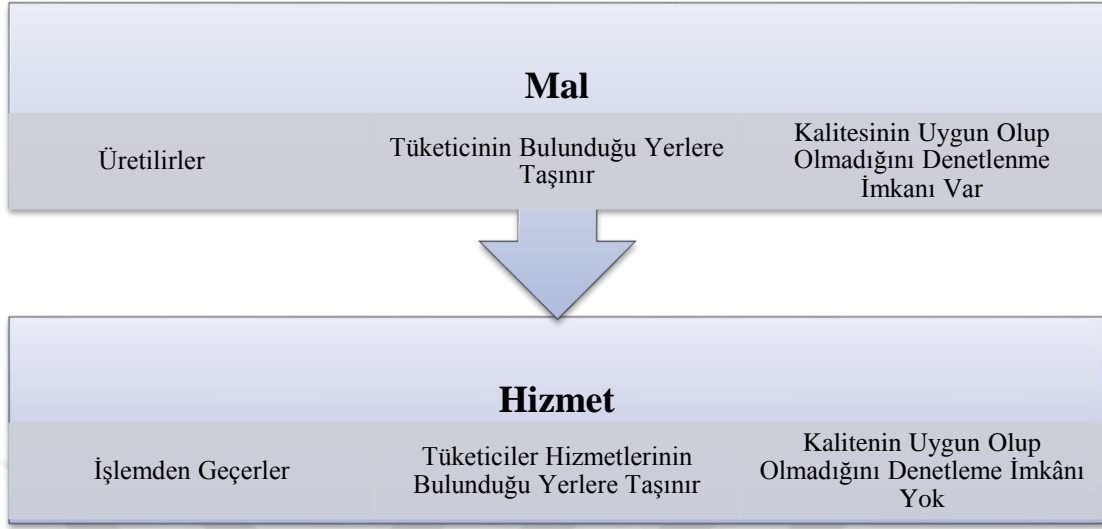 Mal
Üretilirler
Tüketicinin Bulunduğu Yerlere
Taşınır
Kalitesinin Uygun Olup
Olmadığını Denetlenme
İmkanı Var
Hizmet
İşlemden Geçerler
Tüketiciler Hizmetlerinin
Bulunduğu Yerlere Taşınır
Kalitenin Uygun Olup
Olmadığını Denetleme İmkânı
Yok